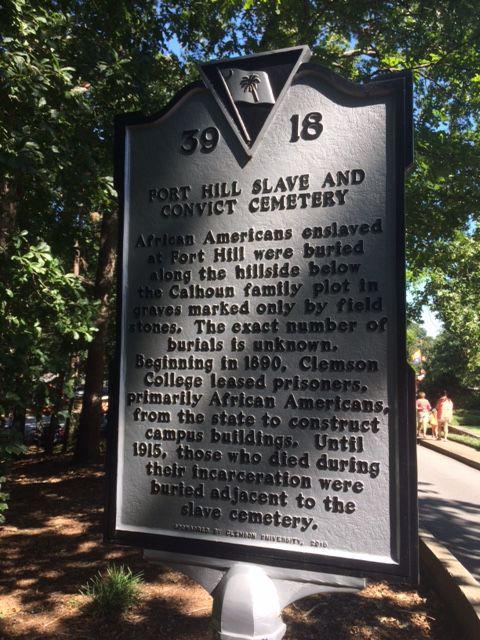 39 18
FORT HILL SLAVE AND
CONVICT CEMETERY
African Americans enslaved
at Fort Hill were buried
along the hillside below
the Calhoun family plot in
graves marked only by field
stones. The exact number of
burials is unknown.
Beginning in 1890, Clemson
College leased prisoners,
primarily African Americans,
from the state to construct
campus buildings. Until
1915, those who died during
their incarceration were
buried adjacent to the
slave cemetery.
SPONSORED BY CLEMSON UNIVERSITY, 2016